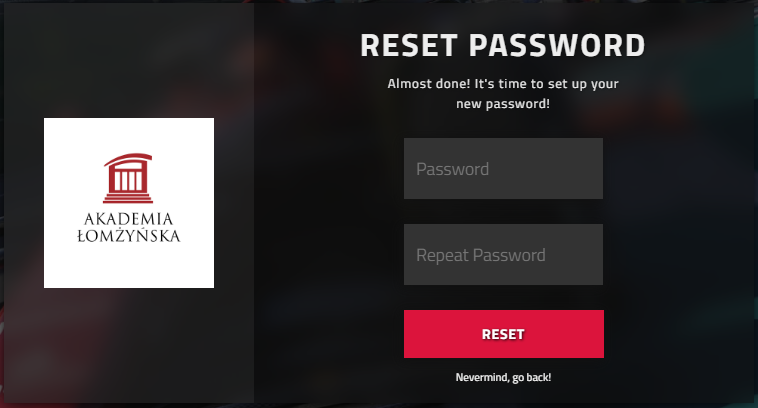 AKADEMIA
ŁOMŻYŃSKA
RESET PASSWORD
Almost done! It's time to set up your
new password!
Password
Repeat Password
RESET
Nevermind, go back!